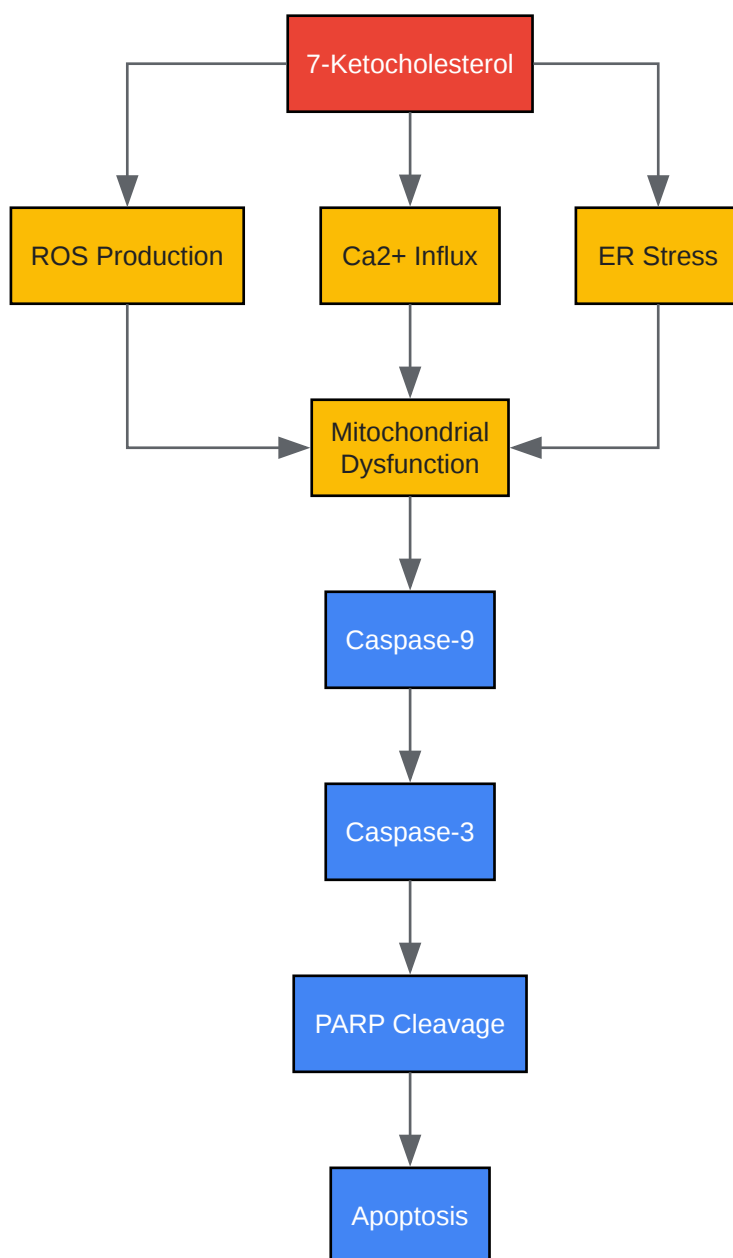 7-Ketocholesterol
ROS Production
Ca2+ Influx
ER Stress
Mitochondrial
Dysfunction
Caspase-9
Caspase-3
PARP Cleavage
Apoptosis